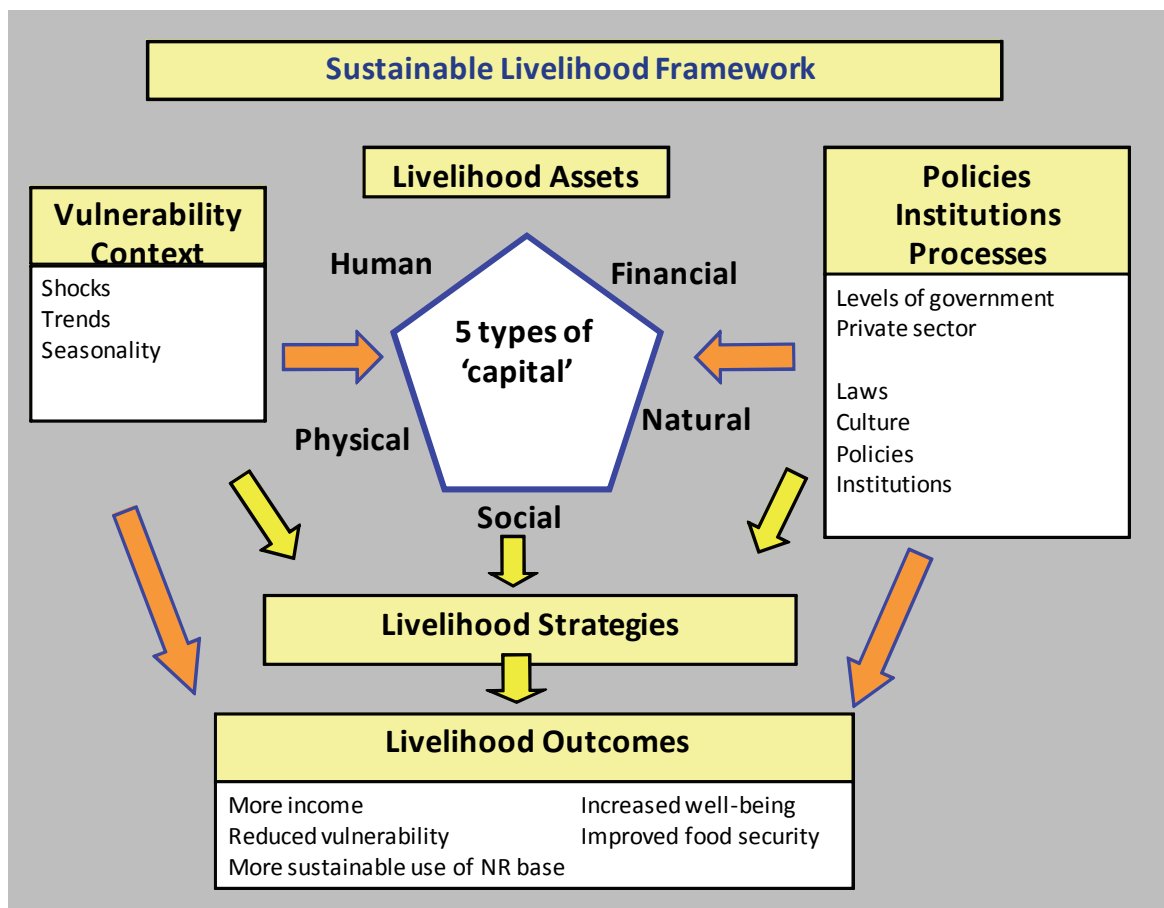 Sustainable Livelihood Framework
Livelihood Assets
Vulnerability
Context
Shocks
Trends
Seasonality
Policies
Institutions
Processes
Levels of government
Private sector
Laws
Culture
Policies
Institutions
Human
Financial
5 types of
‘capital’
Physical
Natural
Social
Livelihood Strategies
Livelihood Outcomes
More income
Reduced vulnerability
More sustainable use of NR base
Increased well-being
Improved food security